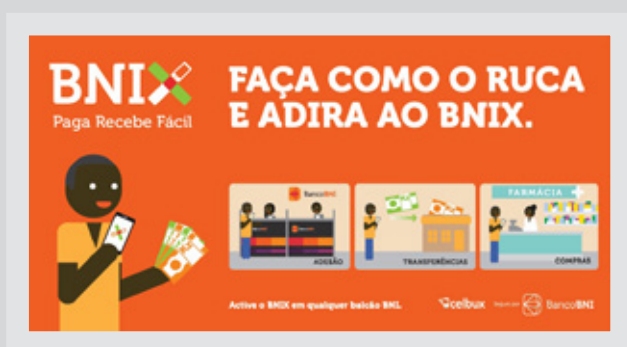 BNIX
Paga Recebe Fácil
FAÇA COMO O RUCA
E ADIRA AO BNIX.
BancoBNI
ADESÃO
TRANSFERÊNCIAS
FARMÁCIA
COMPRAS
Active o BNIX em qualquer balcão BNI.
celbux
BancoBNI